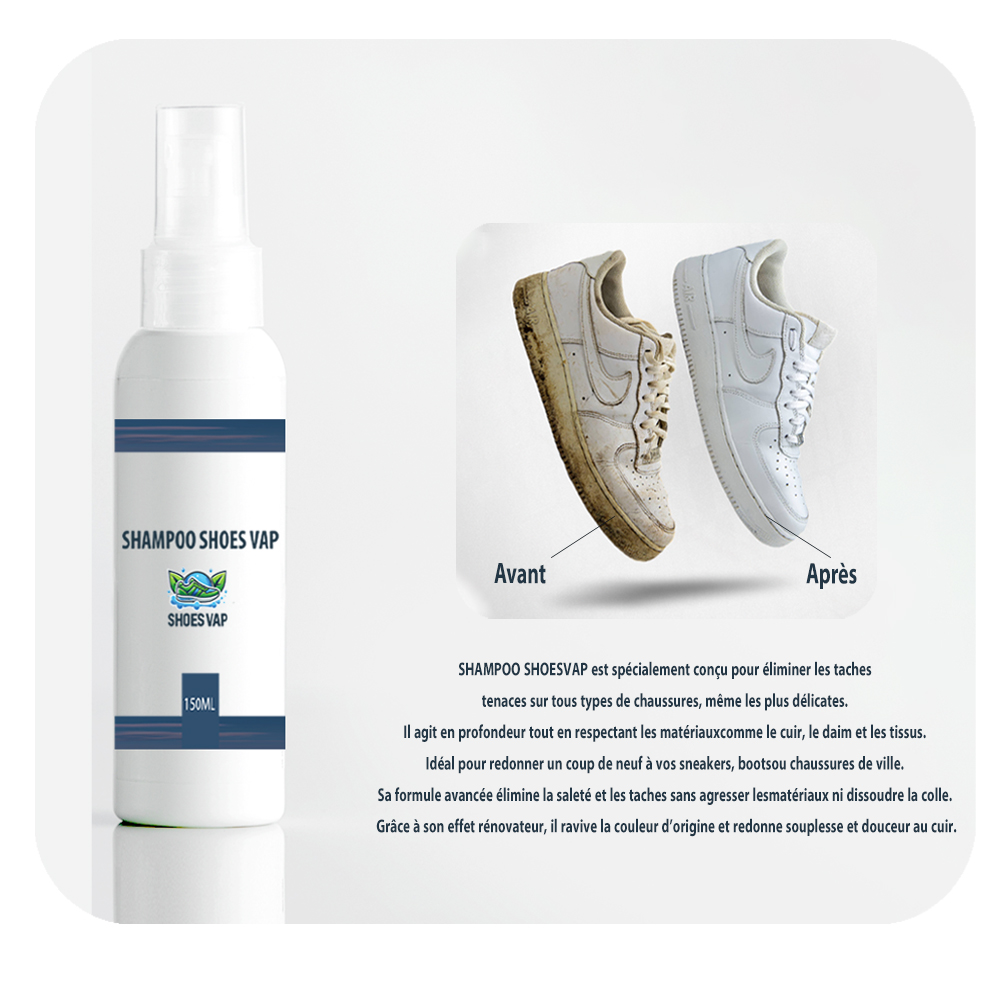 SHAMPOO SHOES VAP
SHOES VAP
150ML
Avant
Après
SHAMPOO SHOESVAP est spécialement conçu pour éliminer les taches
tenaces sur tous types de chaussures, même les plus délicates.
Il agit en profondeur tout en respectant les matériauxcomme le cuir, le daim et les tissus.
Idéal pour redonner un coup de neuf à vos sneakers, bootsou chaussures de ville.
Sa formule avancée élimine la saleté et les taches sans agresser lesmatériaux ni dissoudre la colle.
Grâce à son effet rénovateur, il ravive la couleur d'origine et redonne souplesse et douceur au cuir.